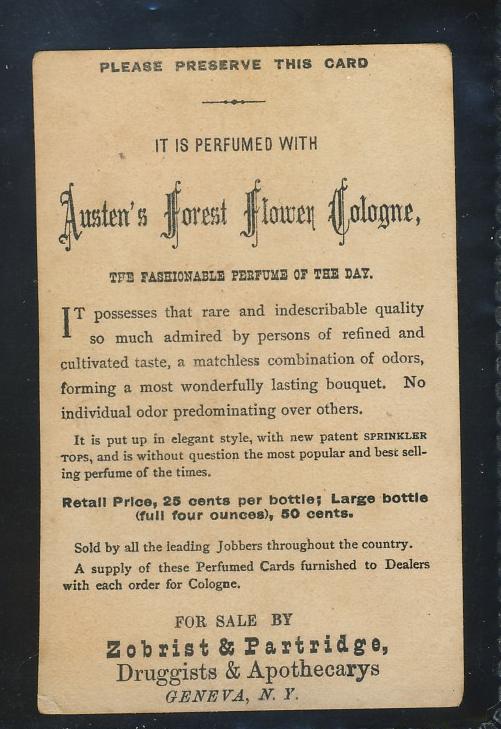 PLEASE PRESERVE THIS CARD
IT IS PERFUMED WITH
Austen's Forest Flower Cologne,
THE FASHIONABLE PERFUME OF THE DAY.
IT possesses that rare and indescribable quality
so much admired by persons of refined and
cultivated taste, a matchless combination of odors,
forming a most wonderfully lasting bouquet. No
individual odor predominating over others.
It is put up in elegant style, with new patent SPRINKLER
TOPS, and is without question the most popular and best sell-
ing perfume of the times.
Retail Price, 25 cents per bottle; Large bottle
(full four ounces), 50 cents.
Sold by all the leading Jobbers throughout the country.
A supply of these Perfumed Cards furnished to Dealers
with each order for Cologne.
FOR SALE BY
Zobrist & Partridge,
Druggists & Apothecarys
GENEVA, N. Y.